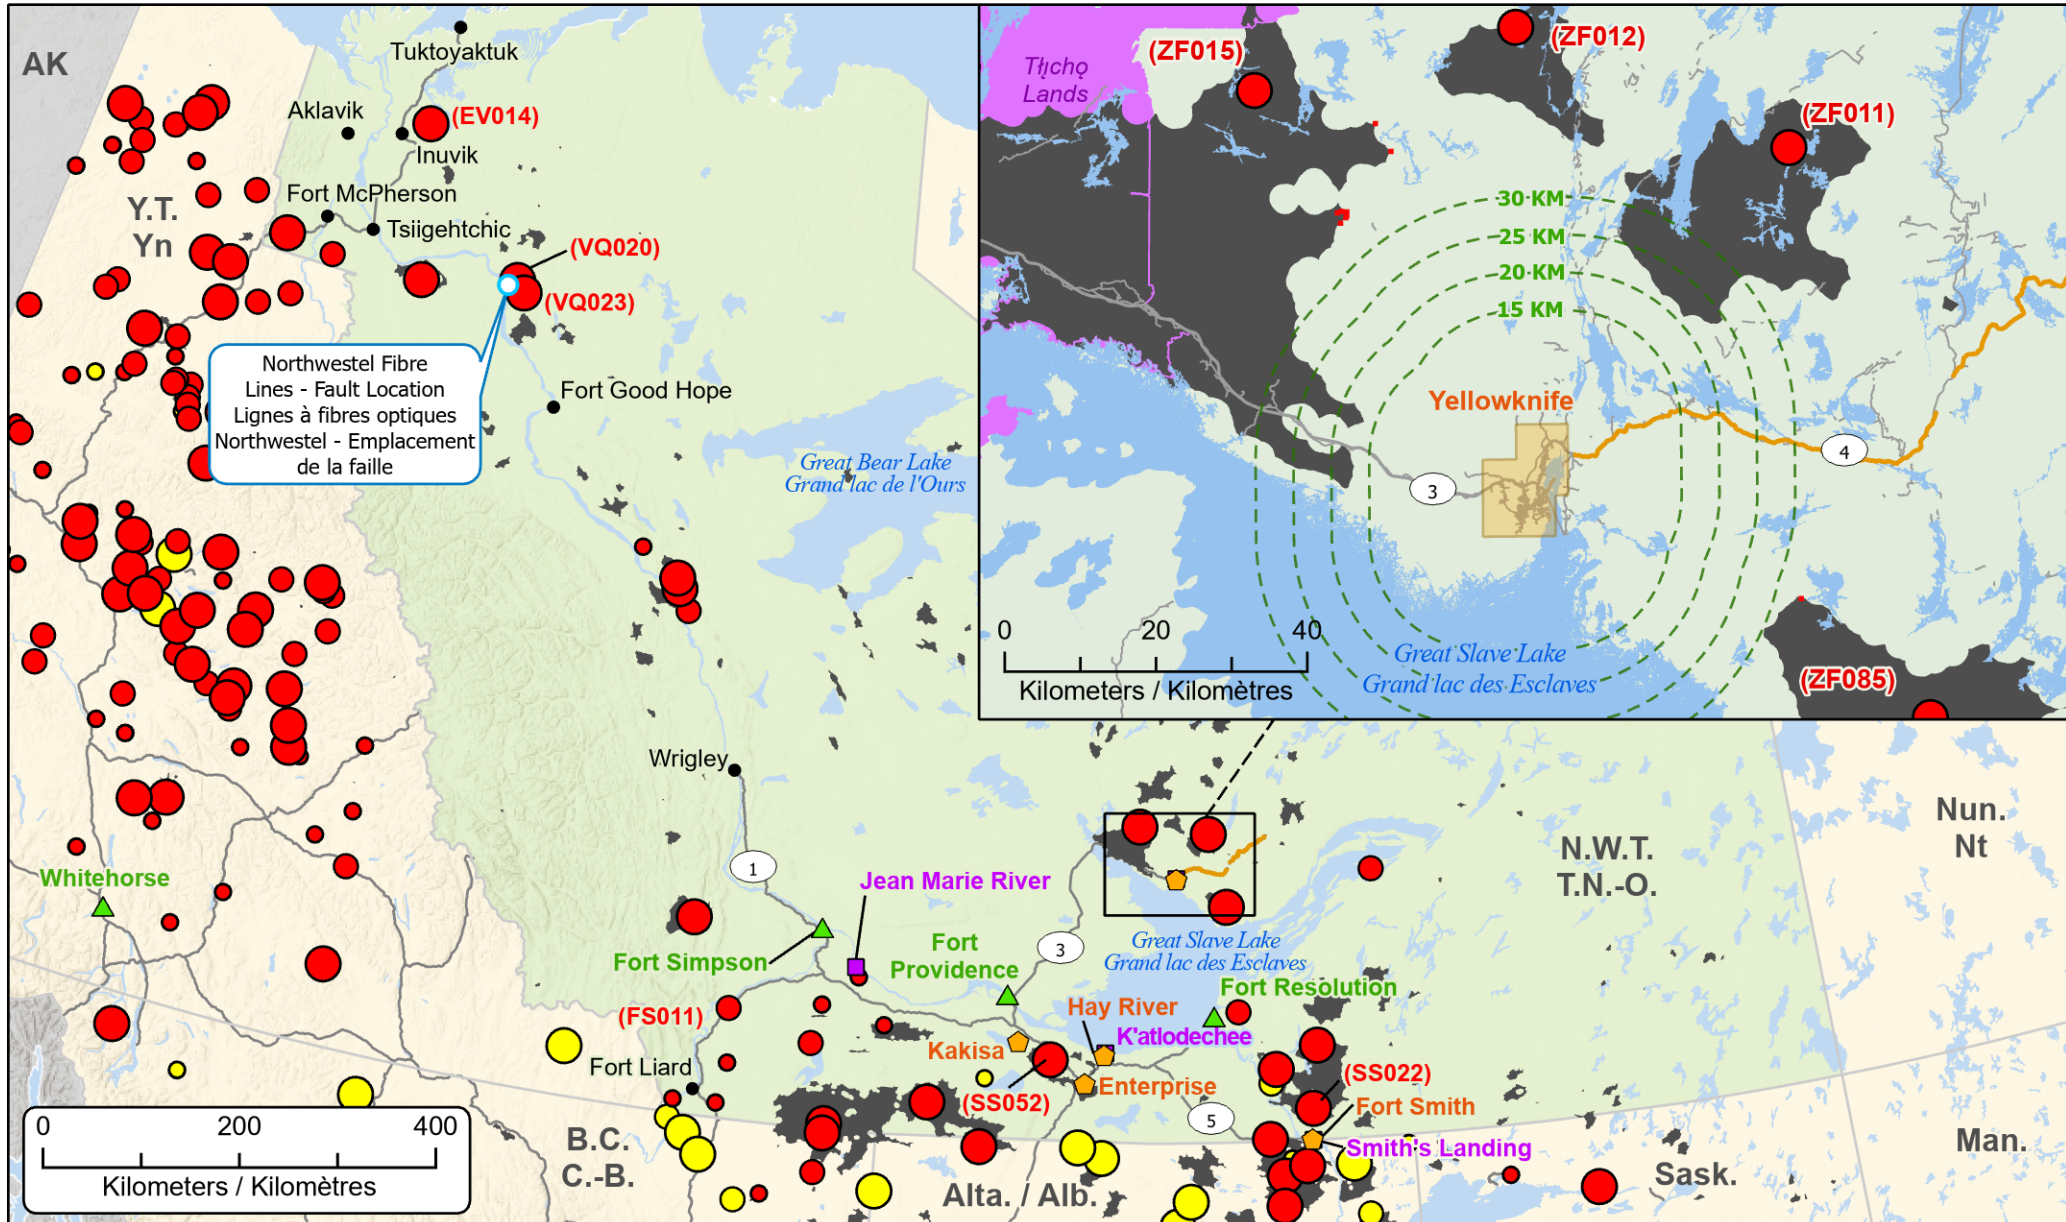 AK
Tuktoyaktuk
Aklavik
(EV014)
Inuvik
Fort McPherson
Y.T.
Yn
Tsiigehtchic
(VQ020)
(VQ023)
Northwestel Fibre
Lines - Fault Location
Lignes à fibres optiques
Northwestel - Emplacement
de la faille
Fort Good Hope
Great Bear Lake
Grand lac de l'Ours
Wrigley
1
Whitehorse
Jean Marie River
Fort Simpson
Fort
Providence
3
(FS011)
Fort Liard
Great Slave Lake
Grand lac des Esclaves
Fort Resolution
Hay River
K'atlodechee
Kakisa
Enterprise
(SS052)
(SS022)
Fort Smith
5
Smith's Landing
N.W.T.
T.N.-O.
Nun.
Nt
B.C.
C.-B.
Alta. / Alb.
Sask.
Man.
0 200 400
Kilometers / Kilomètres
Tłı̨chǫ
Lands
(ZF015)
(ZF012)
(ZF011)
30 KM
25 KM
20 KM
15 KM
Yellowknife
4
3
0 20 40
Kilometers / Kilomètres
Great Slave Lake
Grand lac des Esclaves
(ZF085)